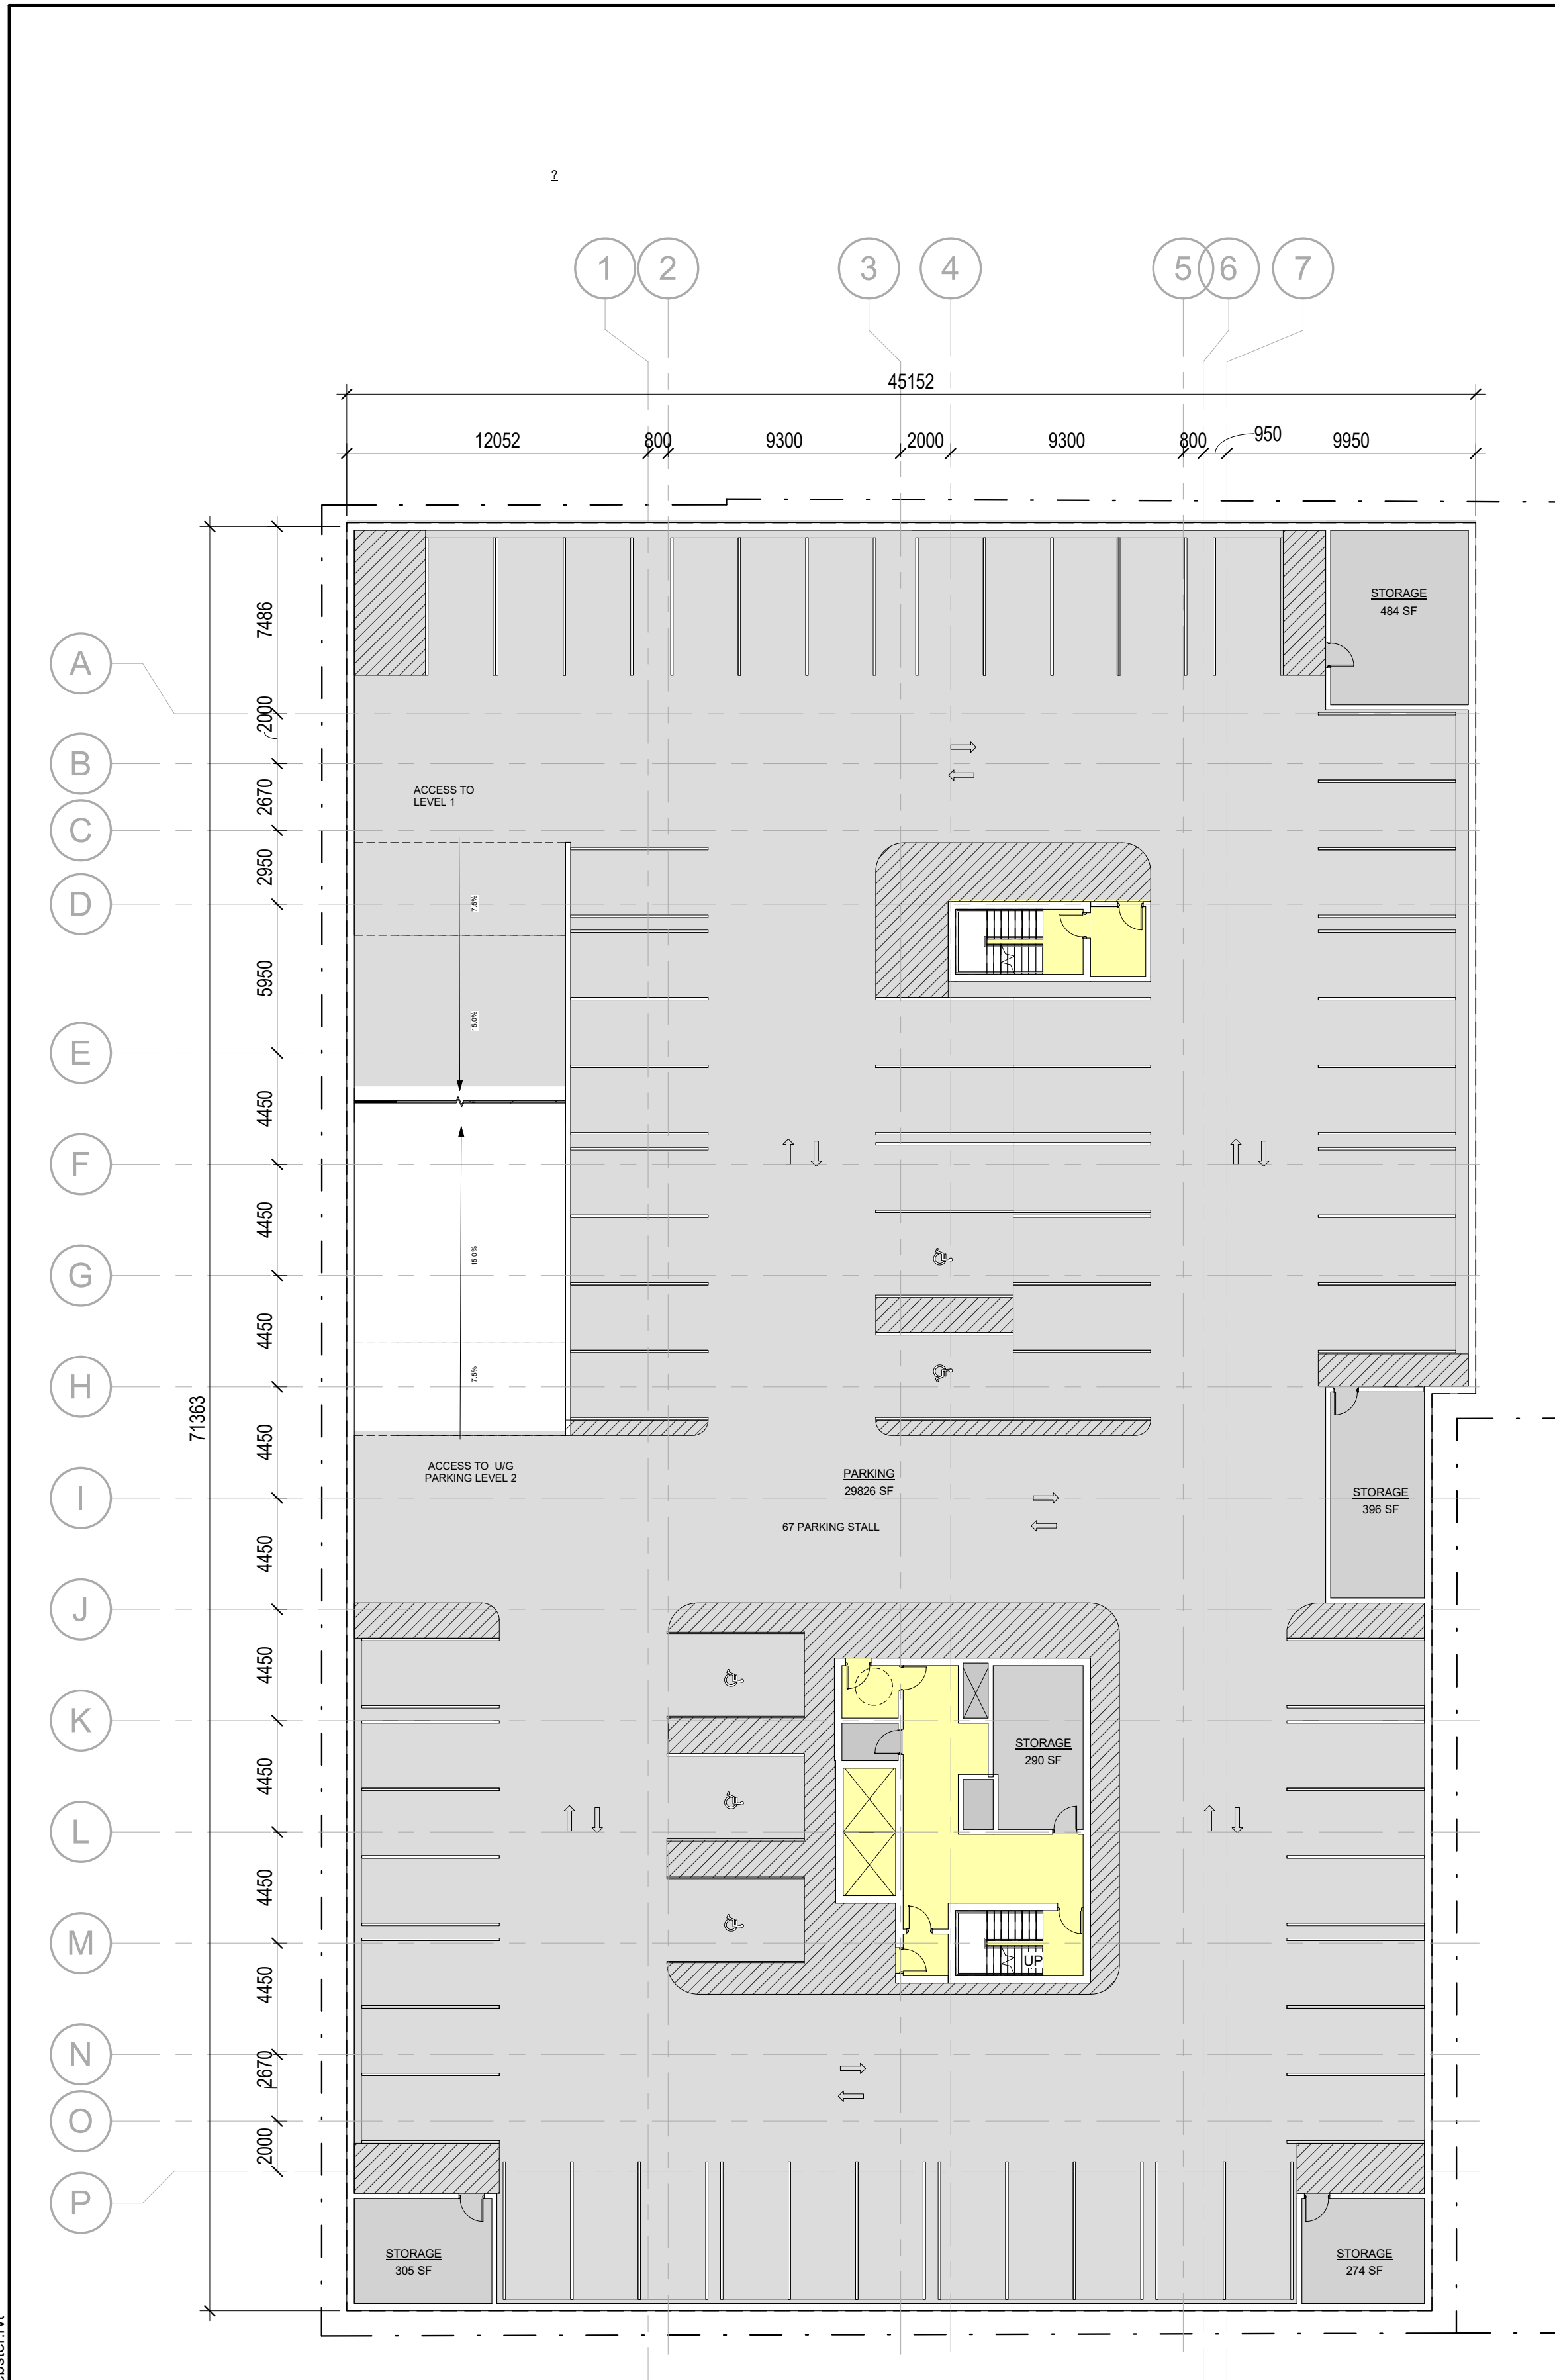 ?
1 2 3 4 5 6 7
45152
12052 800 9300 2000 9300 800 950 9950
A
B
C
D
E
F
G
H
I
J
K
L
M
N
O
P
71363
7486
2000
2670
2950
5950
4450
4450
4450
4450
4450
4450
4450
4450
4450
2670
2000
STORAGE
484 SF
ACCESS TO
LEVEL 1
7.5%
15.0%
15.0%
7.5%
ACCESS TO U/G
PARKING LEVEL 2
PARKING
29826 SF
67 PARKING STALL
STORAGE
396 SF
STORAGE
290 SF
UP
STORAGE
305 SF
STORAGE
274 SF